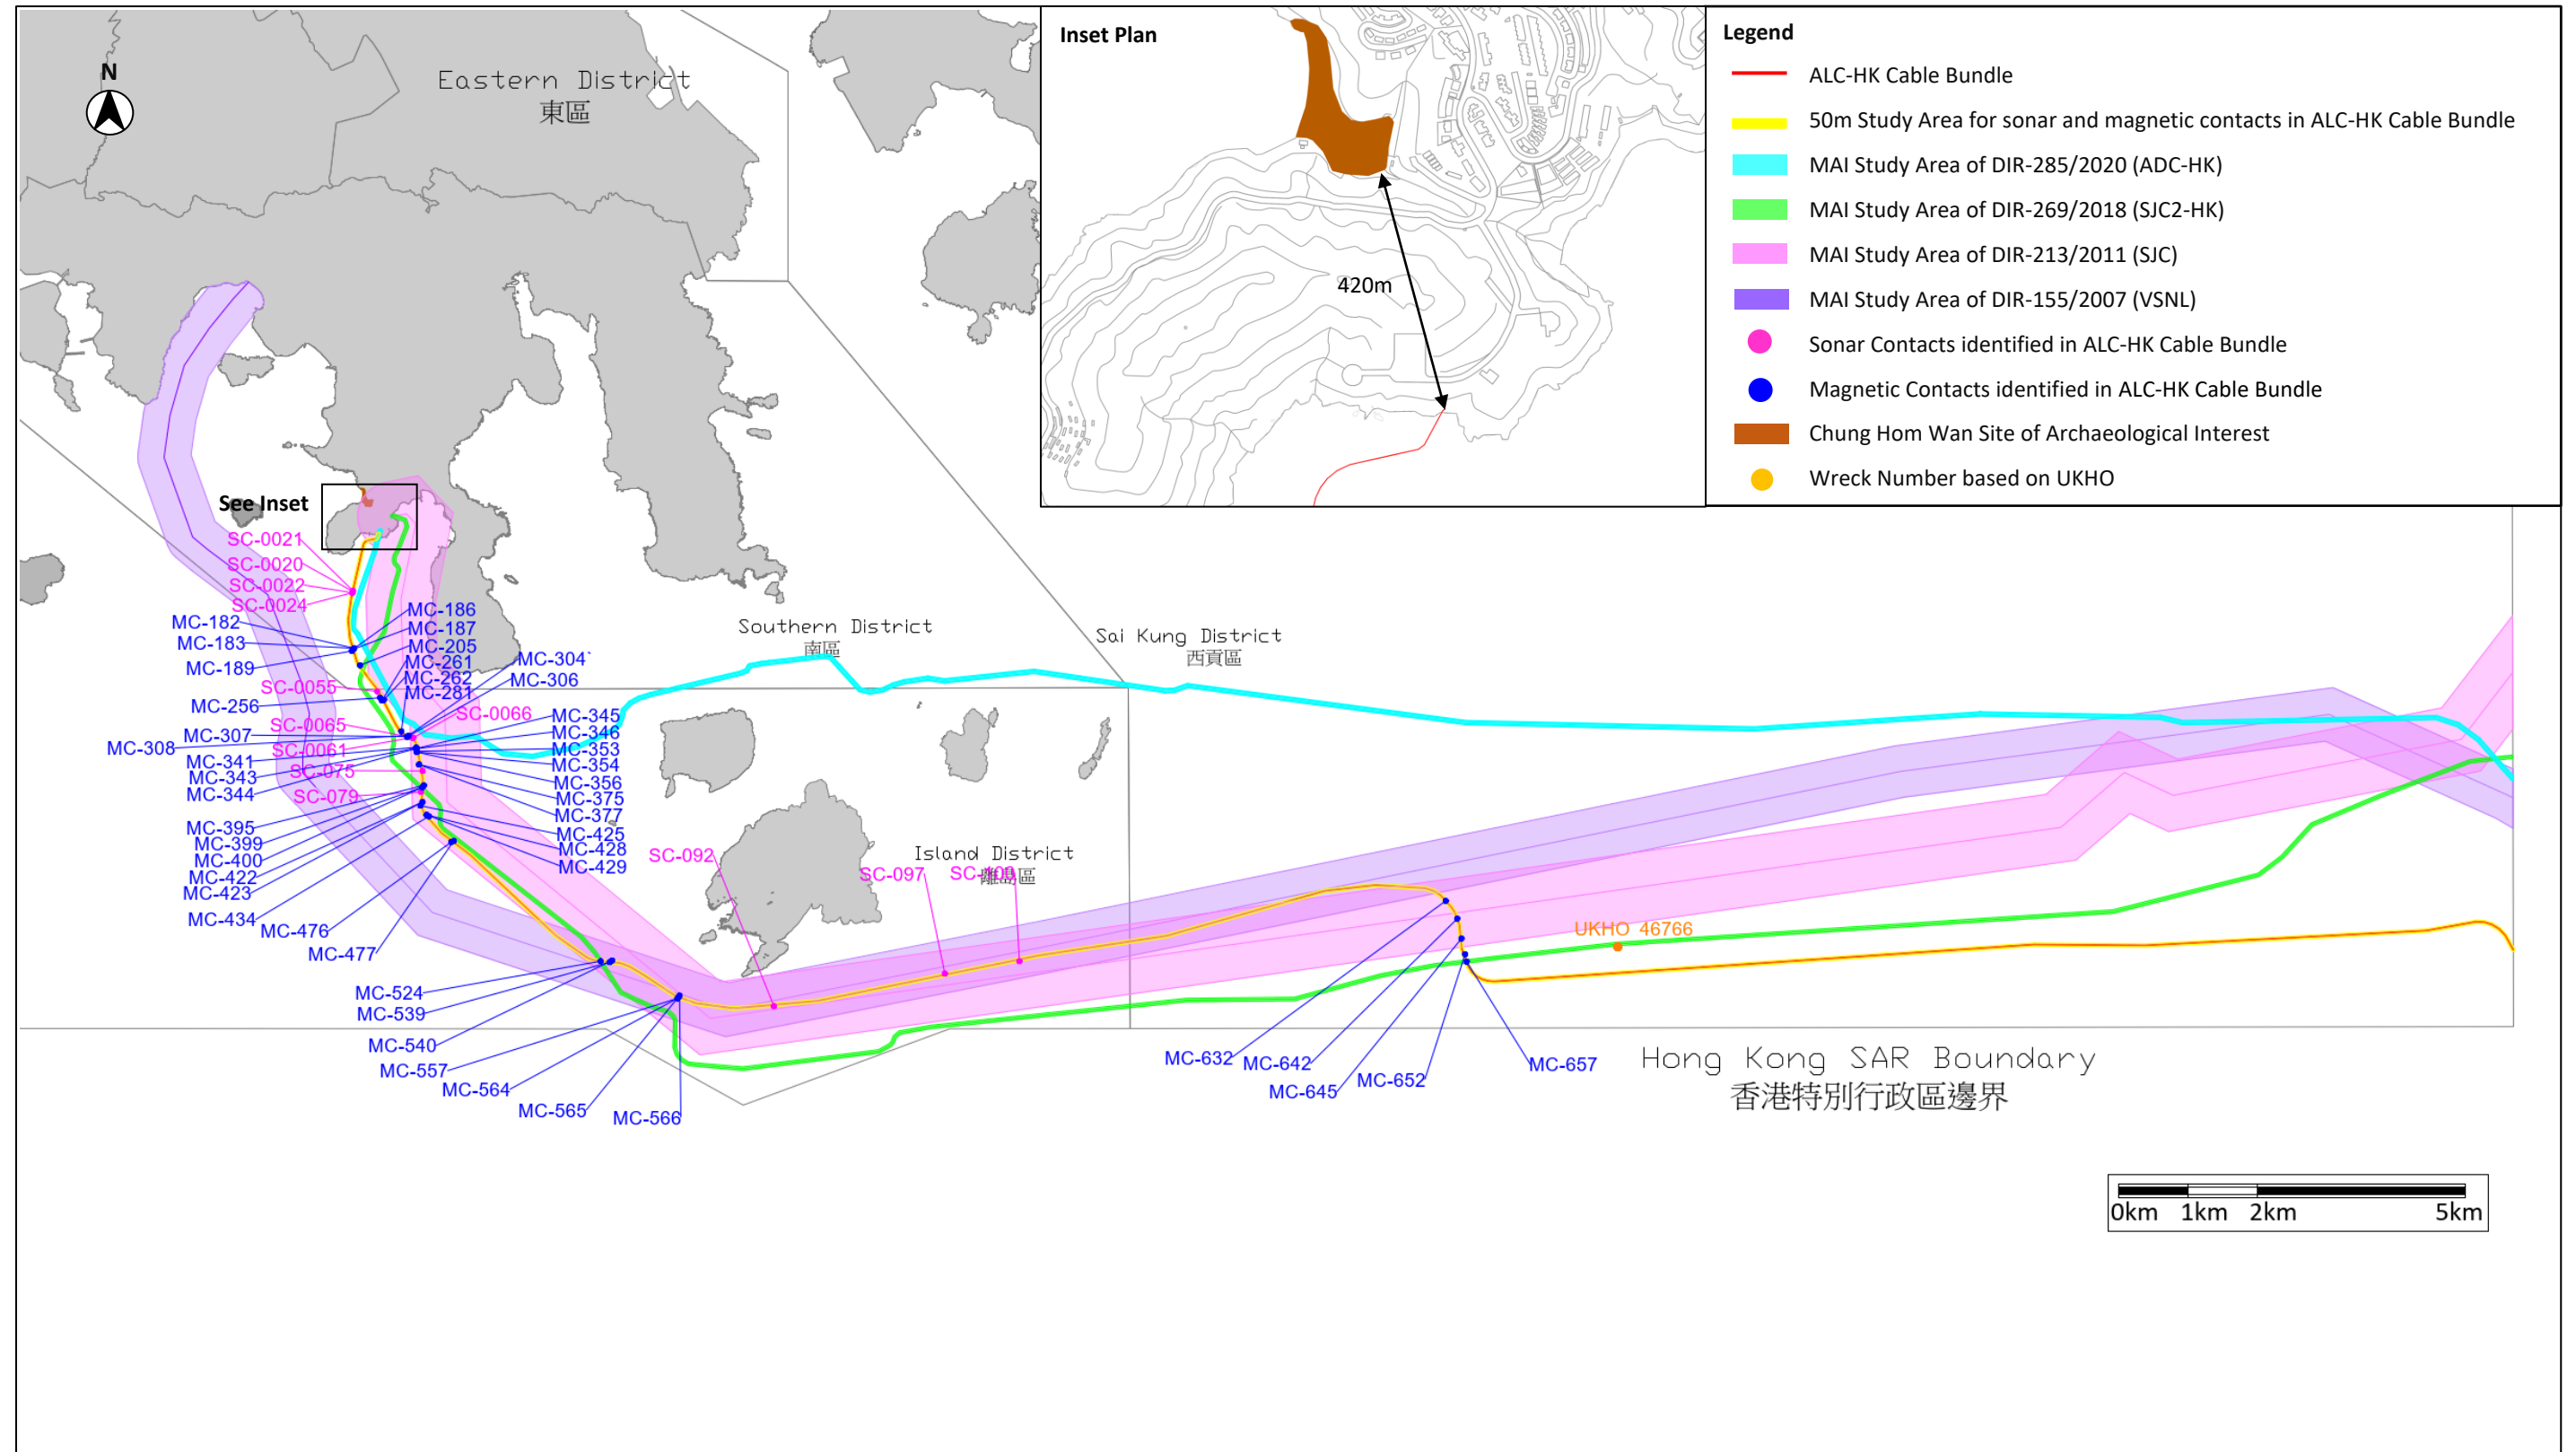 N
Eastern District
東區
See Inset
Inset Plan
420m
Legend
ALC-HK Cable Bundle
50m Study Area for sonar and magnetic contacts in ALC-HK Cable Bundle
MAI Study Area of DIR-285/2020 (ADC-HK)
MAI Study Area of DIR-269/2018 (SJC2-HK)
MAI Study Area of DIR-213/2011 (SJC)
MAI Study Area of DIR-155/2007 (VSNL)
Sonar Contacts identified in ALC-HK Cable Bundle
Magnetic Contacts identified in ALC-HK Cable Bundle
Chung Hom Wan Site of Archaeological Interest
Wreck Number based on UKHO
SC-0021
SC-0020
SC-0022
SC-0024
MC-182
MC-183
MC-189
SC-0055
MC-256
SC-0065
MC-307
MC-308
SC-0061
MC-341
SC-075
MC-343
MC-344
SC-079
MC-395
MC-399
MC-400
MC-422
MC-423
MC-434
MC-476
MC-477
MC-186
MC-187
MC-205
MC-261
MC-262
MC-281
MC-304`
MC-306
SC-0066
MC-345
MC-346
MC-353
MC-354
MC-356
MC-375
MC-377
MC-425
MC-428
MC-429
Southern District
南區
Sai Kung District
西貢區
Island District
離島區
SC-092
SC-097
UKHO 46766
MC-524
MC-539
MC-540
MC-557
MC-564
MC-565
MC-566
MC-632
MC-642
MC-645
MC-652
MC-657
Hong Kong SAR Boundary
香港特別行政區邊界
0km 1km 2km 5km